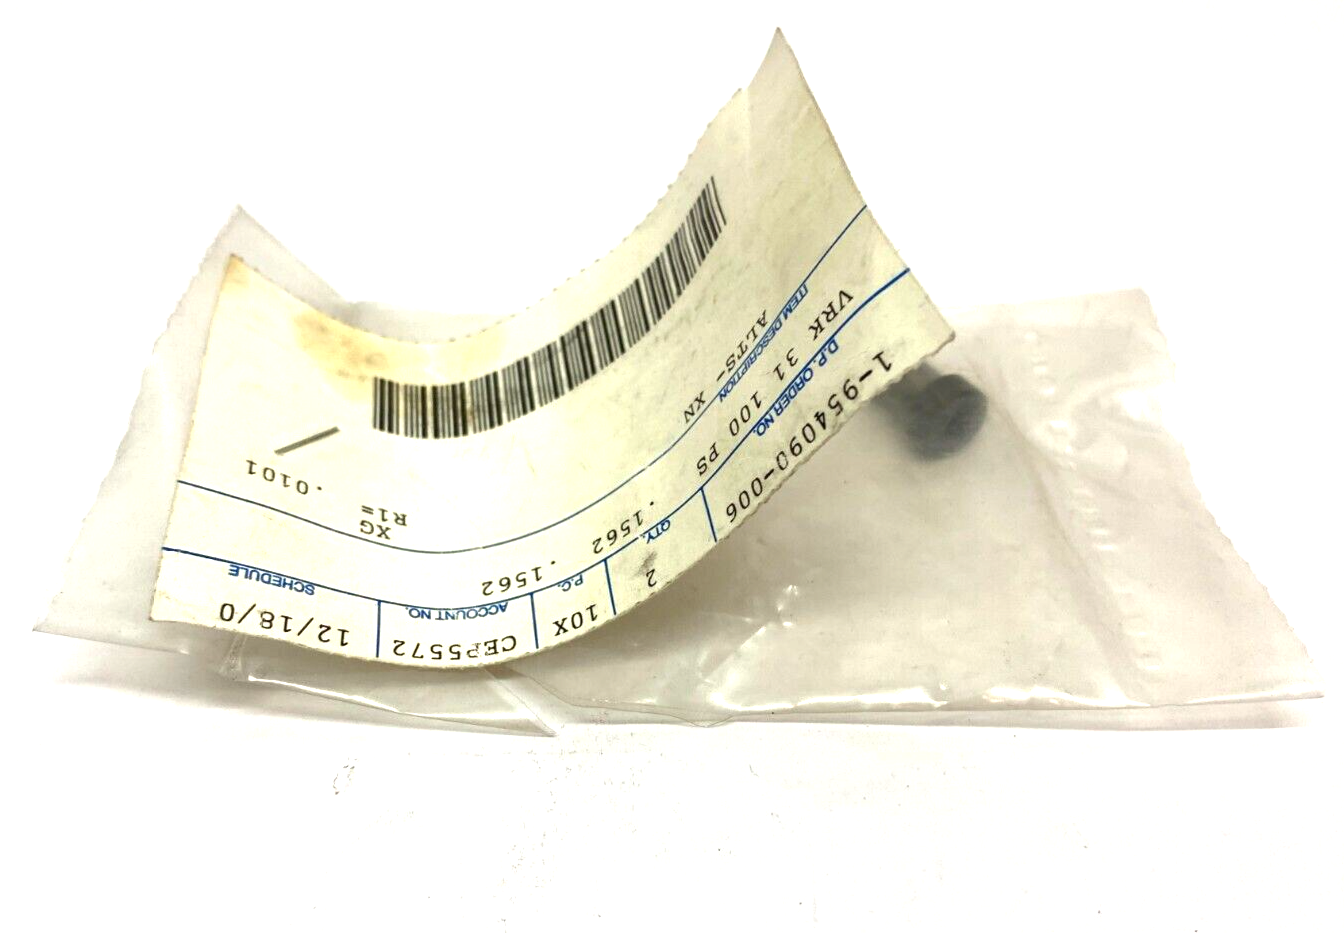 D.P. ORDER NO. QTY. P.C. ACCOUNT NO. SCHEDULE
1-954090-006 2 10X CEP5572 12/18/0
ITEM DESCRIPTION
VRK 31 100 PS .1562 .1562
ALTS- XN XG
R1= .0101